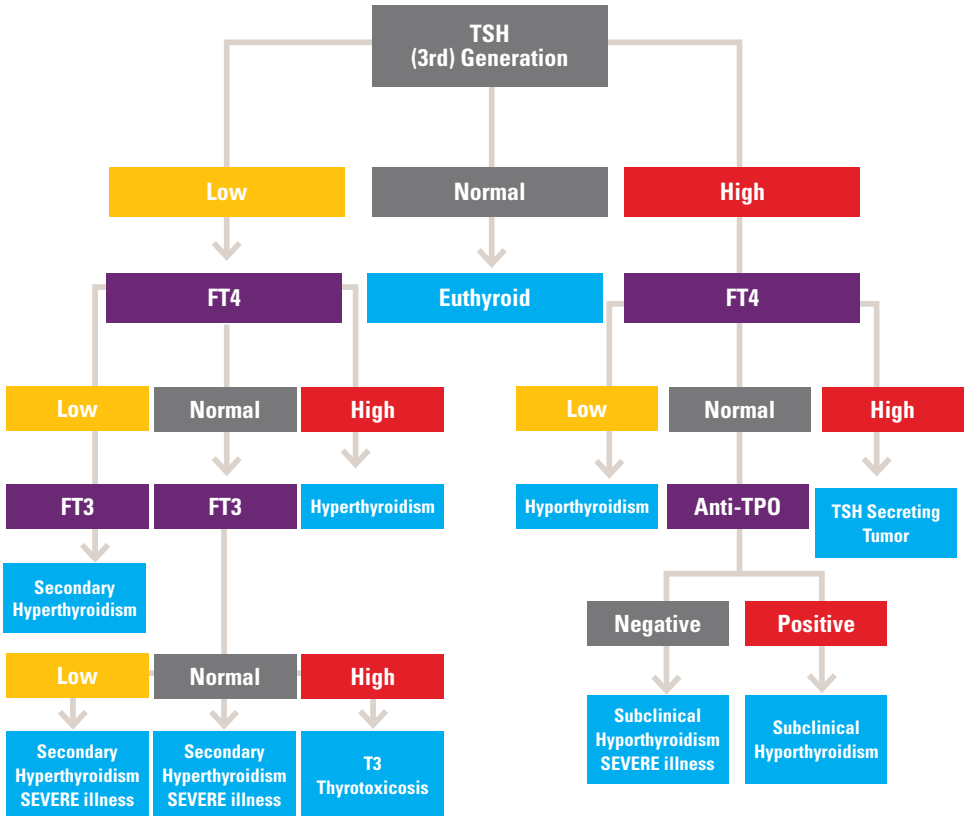 TSH
(3rd) Generation
Low
Normal
High
FT4
Euthyroid
FT4
Low
Normal
High
Low
Normal
High
FT3
FT3
Hyperthyroidism
Hyporthyroidism
Anti-TPO
TSH Secreting
Tumor
Secondary
Hyperthyroidism
Negative
Positive
Low
Normal
High
Subclinical
Hyporthyroidism
SEVERE illness
Subclinical
Hyporthyroidism
Secondary
Hyperthyroidism
SEVERE illness
Secondary
Hyperthyroidism
SEVERE illness
T3
Thyrotoxicosis